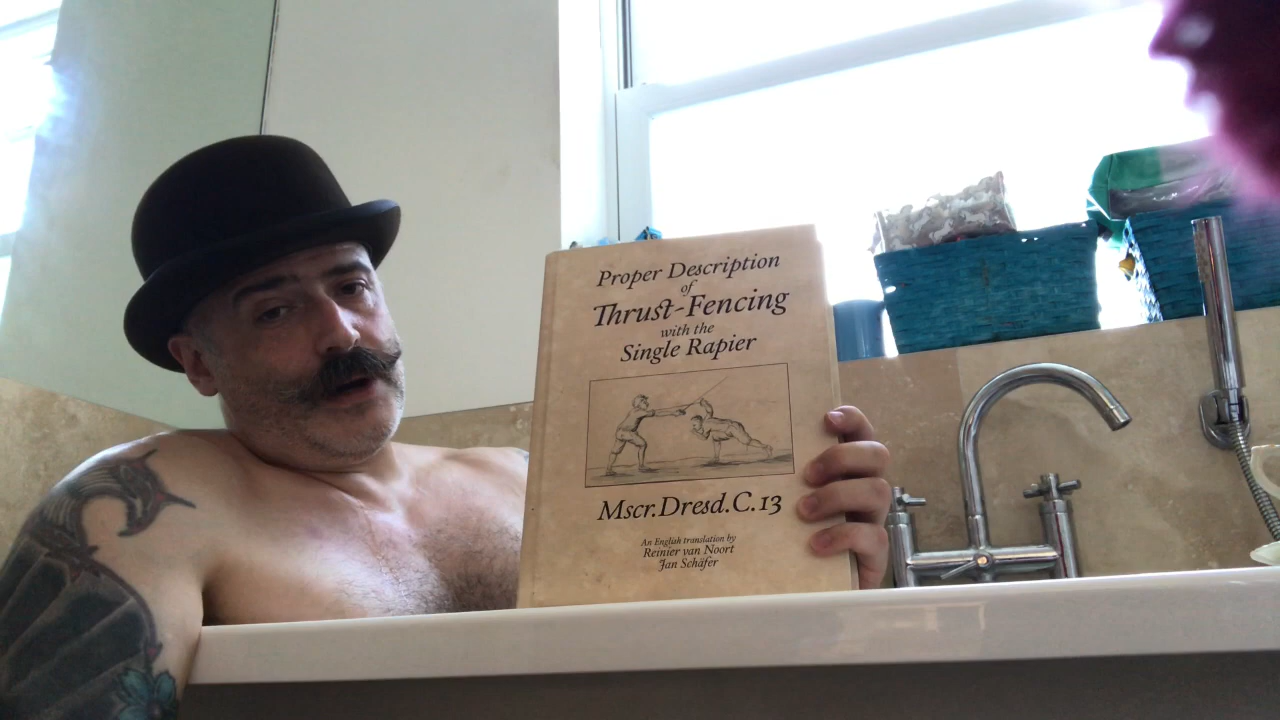 Proper Description
of
Thrust-Fencing
with the
Single Rapier
Mscr.Dresd.C.13
An English translation by
Reinier van Noort
Jan Schäfer